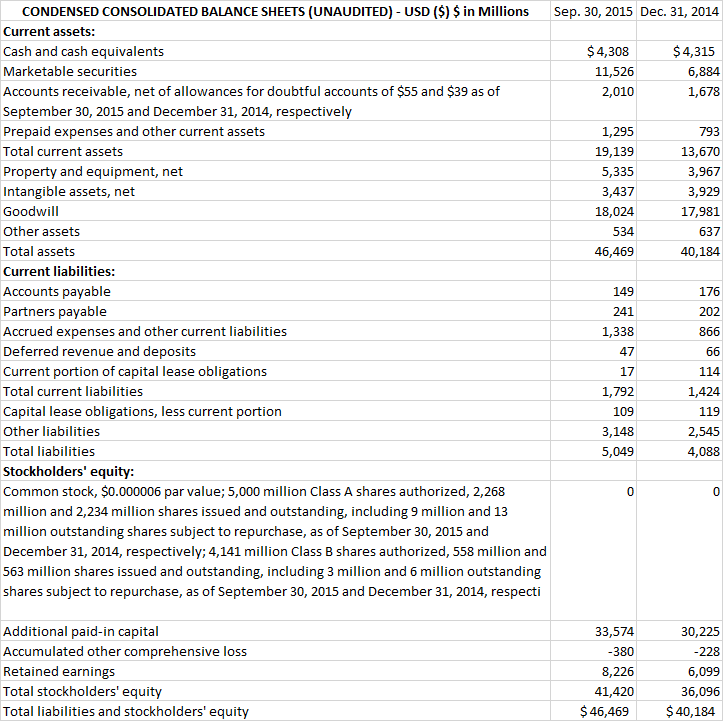 CONDENSED CONSOLIDATED BALANCE SHEETS (UNAUDITED) - USD ($) $ in Millions Sep. 30, 2015 Dec. 31, 2014
Current assets:
Cash and cash equivalents $ 4,308 $ 4,315
Marketable securities 11,526 6,884
Accounts receivable, net of allowances for doubtful accounts of $55 and $39 as of 2,010 1,678
September 30, 2015 and December 31, 2014, respectively
Prepaid expenses and other current assets 1,295 793
Total current assets 19,139 13,670
Property and equipment, net 5,335 3,967
Intangible assets, net 3,437 3,929
Goodwill 18,024 17,981
Other assets 534 637
Total assets 46,469 40,184
Current liabilities:
Accounts payable 149 176
Partners payable 241 202
Accrued expenses and other current liabilities 1,338 866
Deferred revenue and deposits 47 66
Current portion of capital lease obligations 17 114
Total current liabilities 1,792 1,424
Capital lease obligations, less current portion 109 119
Other liabilities 3,148 2,545
Total liabilities 5,049 4,088
Stockholders' equity:
Common stock, $0.000006 par value; 5,000 million Class A shares authorized, 2,268 0 0
million and 2,234 million shares issued and outstanding, including 9 million and 13
million outstanding shares subject to repurchase, as of September 30, 2015 and
December 31, 2014, respectively; 4,141 million Class B shares authorized, 558 million and
563 million shares issued and outstanding, including 3 million and 6 million outstanding
shares subject to repurchase, as of September 30, 2015 and December 31, 2014, respecti
Additional paid-in capital 33,574 30,225
Accumulated other comprehensive loss -380 -228
Retained earnings 8,226 6,099
Total stockholders' equity 41,420 36,096
Total liabilities and stockholders' equity $ 46,469 $ 40,184